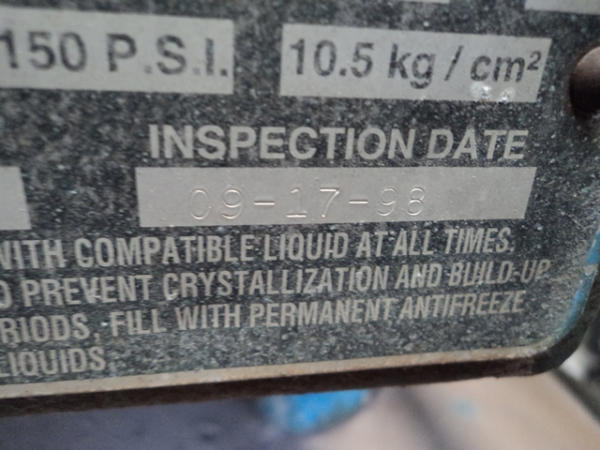 150 P.S.I. 10.5 kg / cm²
INSPECTION DATE
09-17-98
WITH COMPATIBLE LIQUID AT ALL TIMES.
PREVENT CRYSTALLIZATION AND BUILD-UP
RIODS, FILL WITH PERMANENT ANTIFREEZE
LIQUIDS.